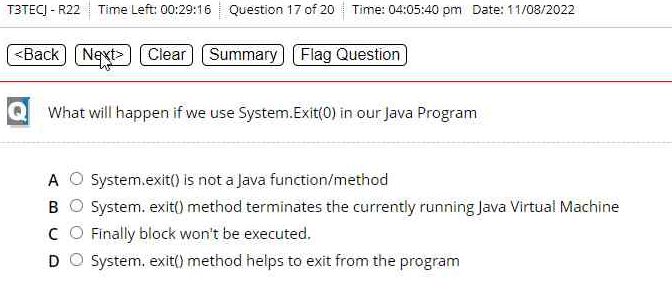 T3TECJ - R22 Time Left: 00:29:16 Question 17 of 20 Time: 04:05:40 pm Date: 11/08/2022
<Back Next> Clear Summary Flag Question
Q What will happen if we use System.Exit(0) in our Java Program
A System.exit() is not a Java function/method
B System. exit() method terminates the currently running Java Virtual Machine
C Finally block won't be executed.
D System. exit() method helps to exit from the program